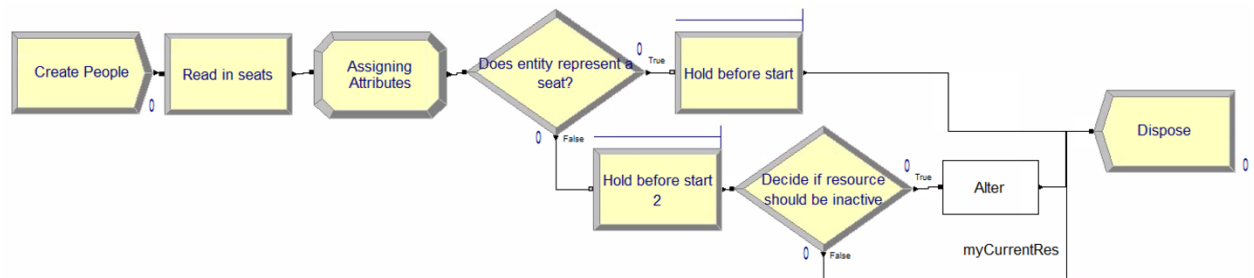 Create People
0
Read in seats
Assigning
Attributes
Does entity represent a
seat?
0
True
0
False
Hold before start
Dispose
0
Hold before start
2
Decide if resource
should be inactive
0
True
0
False
Alter
myCurrentRes